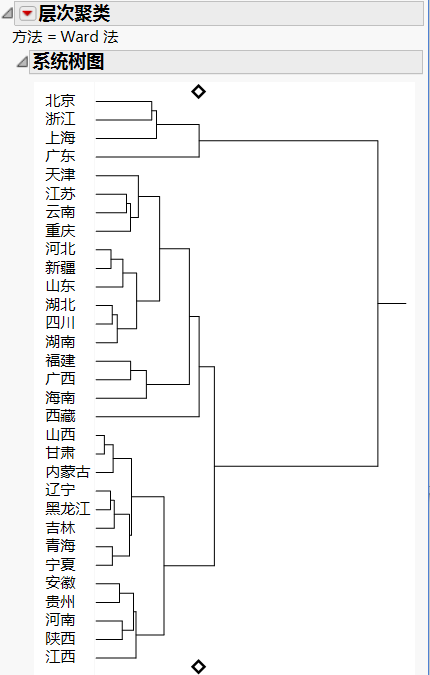 层次聚类
方法 = Ward 法
系统树图
北京
浙江
上海
广东
天津
江苏
云南
重庆
河北
新疆
山东
湖北
四川
湖南
福建
广西
海南
西藏
山西
甘肃
内蒙古
辽宁
黑龙江
吉林
青海
宁夏
安徽
贵州
河南
陕西
江西